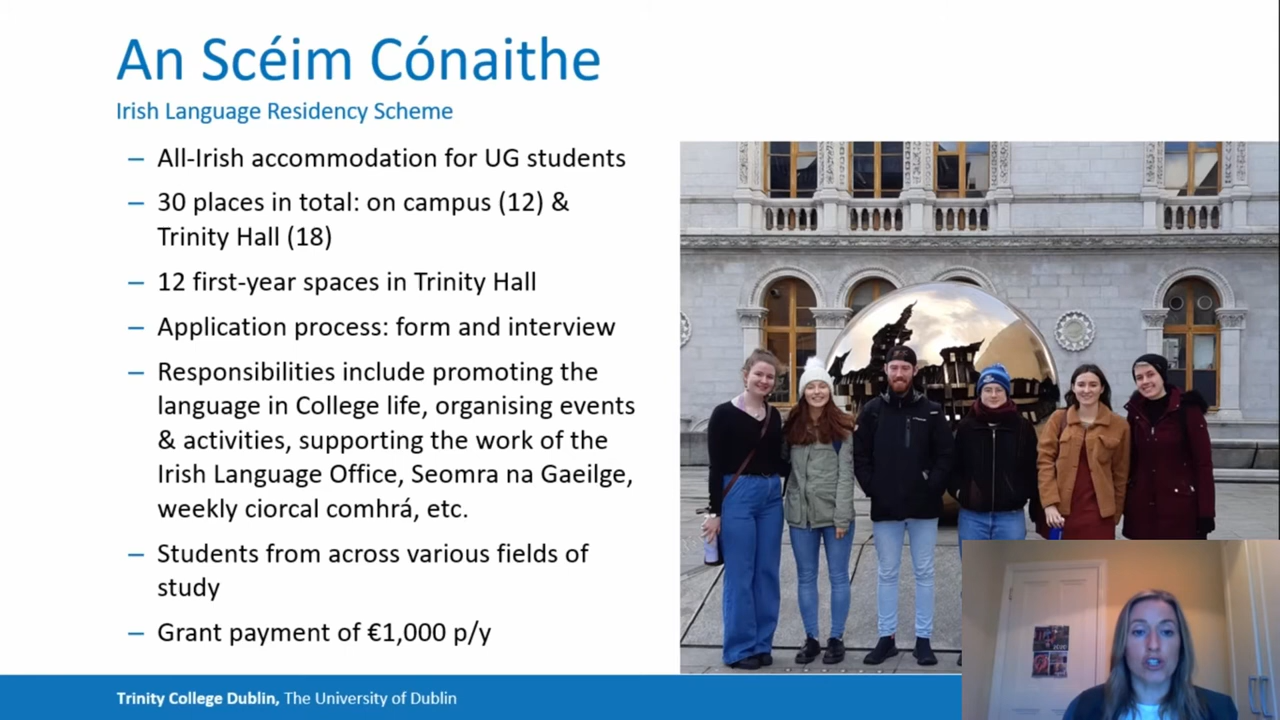 An Scéim Cónaithe
Irish Language Residency Scheme
– All-Irish accommodation for UG students
– 30 places in total: on campus (12) &
Trinity Hall (18)
– 12 first-year spaces in Trinity Hall
– Application process: form and interview
– Responsibilities include promoting the
language in College life, organising events
& activities, supporting the work of the
Irish Language Office, Seomra na Gaeilge,
weekly ciorcal comhrá, etc.
– Students from across various fields of
study
– Grant payment of €1,000 p/y
Trinity College Dublin, The University of Dublin